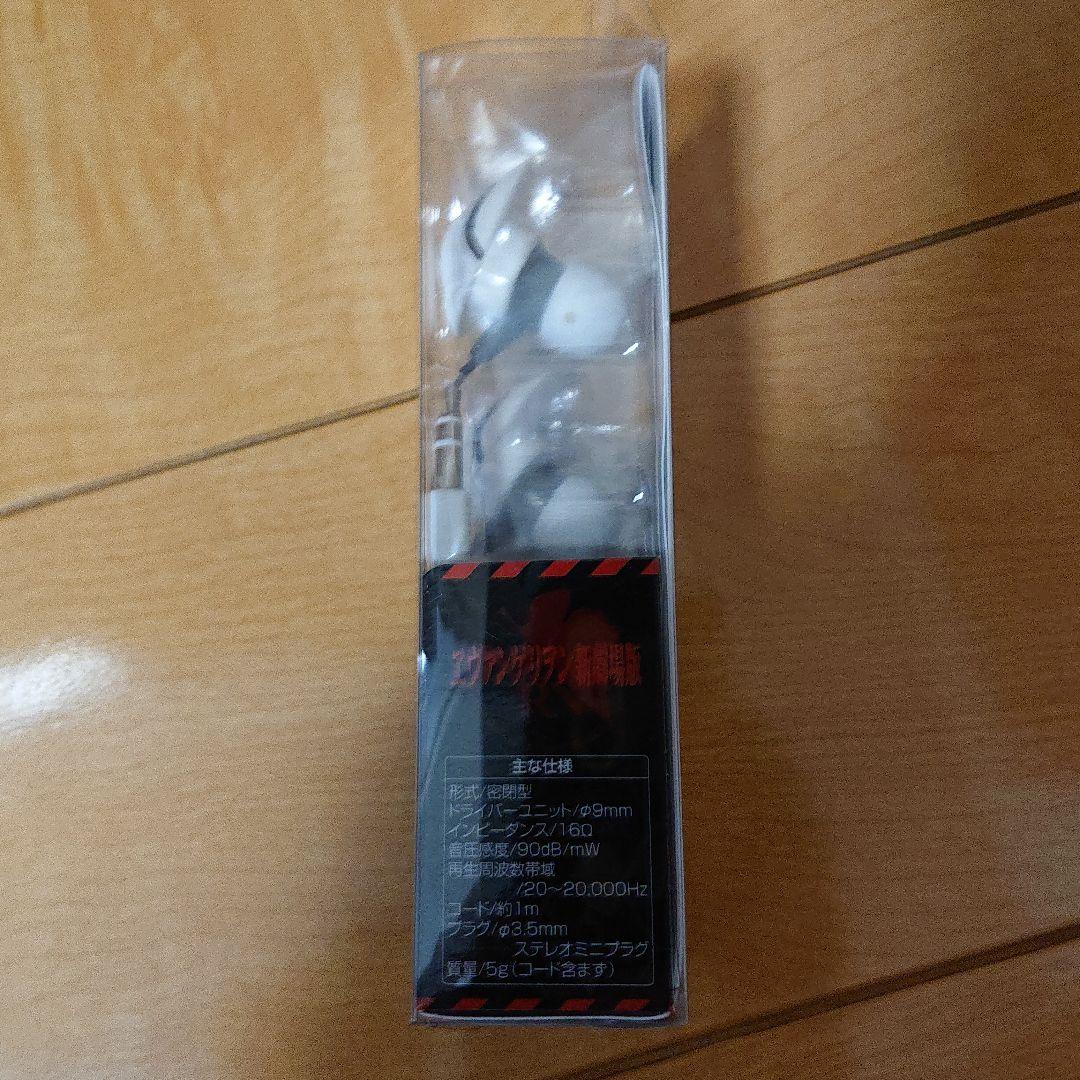 ヱヴァンゲリヲン新劇場版
主な仕様
形式/密閉型
ドライバーユニット/φ9mm
インピーダンス/16Ω
音圧感度/90dB/mW
再生周波数帯域
/20〜20,000Hz
コード/約1m
プラグ/φ3.5mm
ステレオミニプラグ
質量/5g(コード含まず)